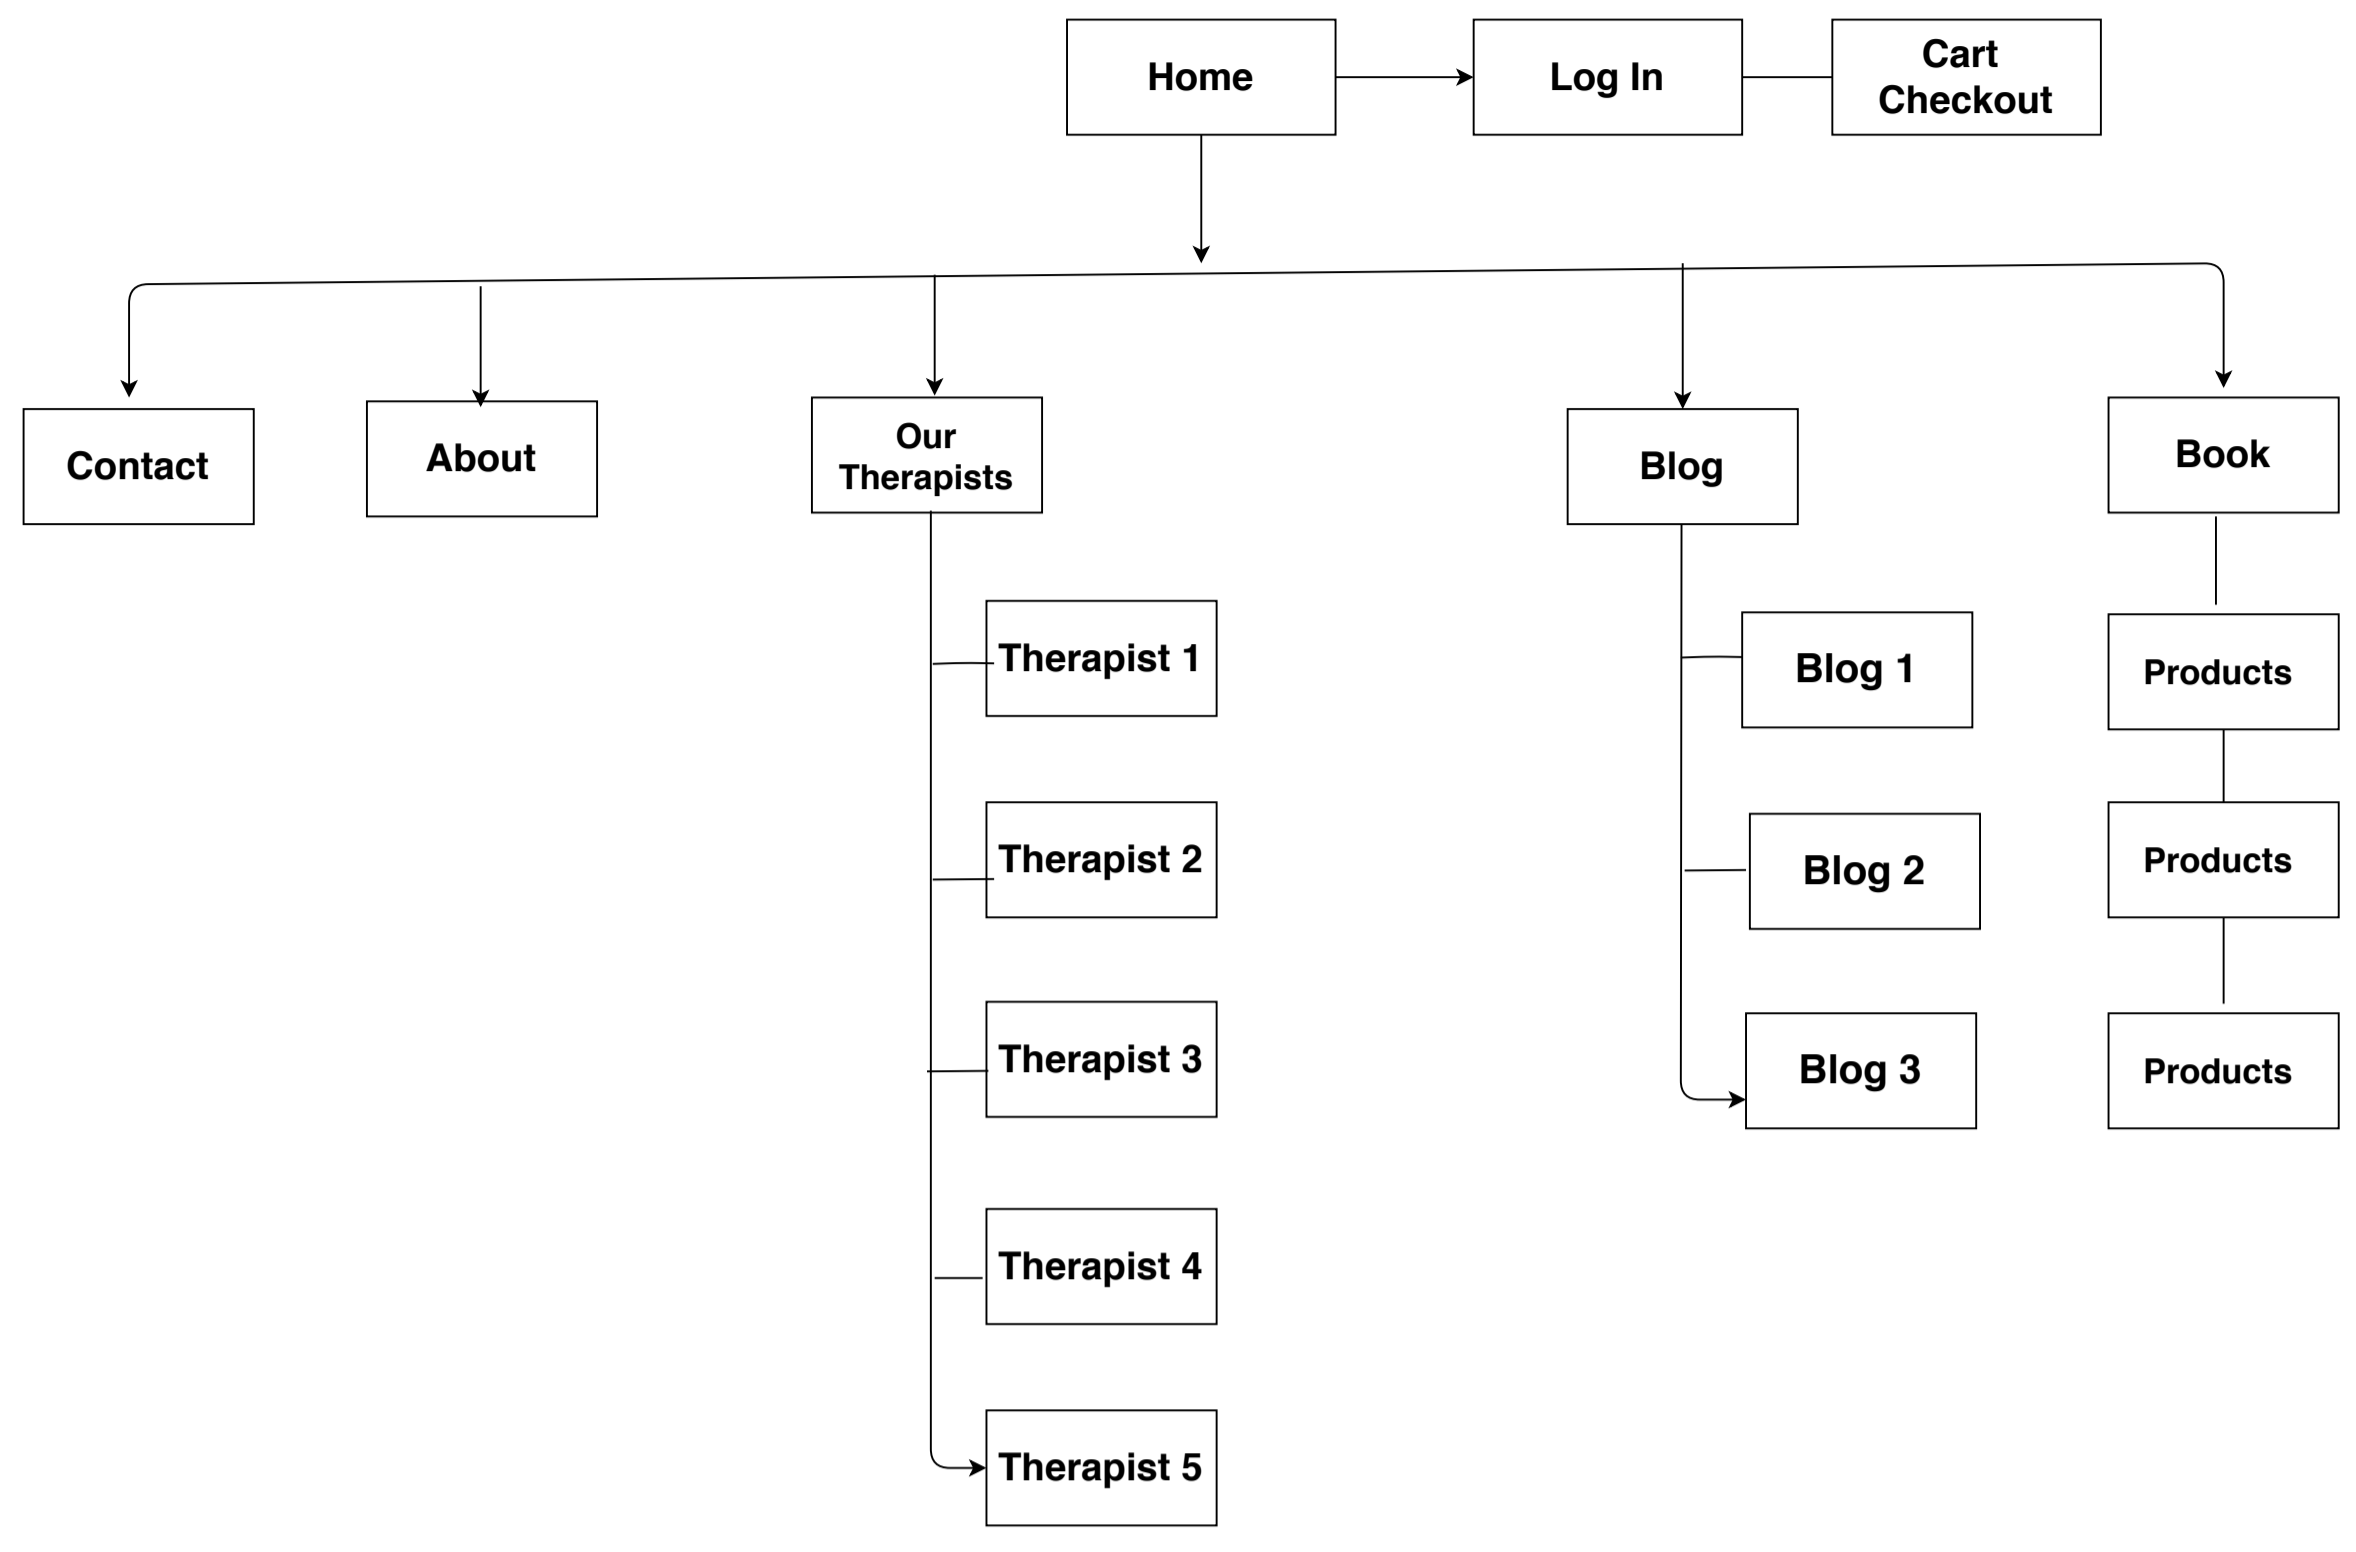 Home
Log In
Cart
Checkout
Contact
About
Our
Therapists
Blog
Book
Therapist 1
Therapist 2
Therapist 3
Therapist 4
Therapist 5
Blog 1
Blog 2
Blog 3
Products
Products
Products